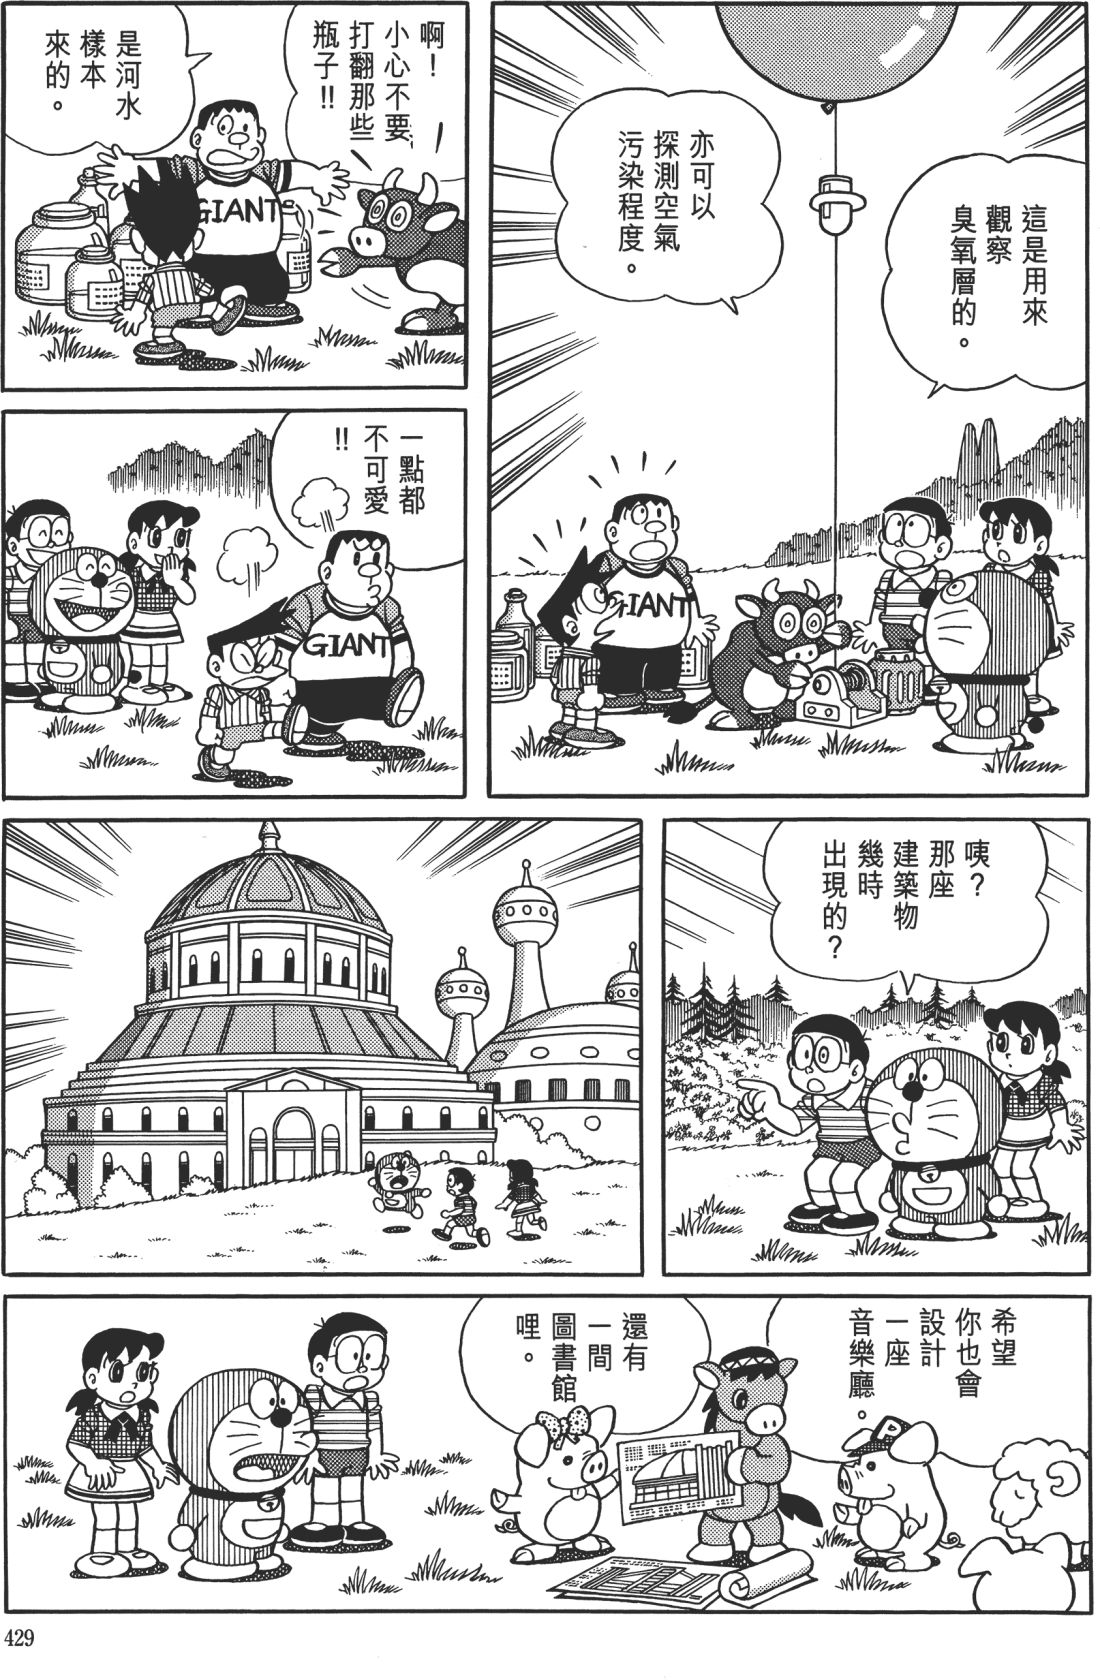 這是用來
觀察
臭氧層的。
亦可以
探測空氣
污染程度。
GIANT
啊！
小心不要
打翻那些
瓶子!!
是河水
樣本
來的。
GIANT
一點都
不可愛
!!
GIANT
咦？
那座
建築物
幾時
出現的？
希望
你也會
設計
一座
音樂廳。
還有
一間
圖書館
哩。
429